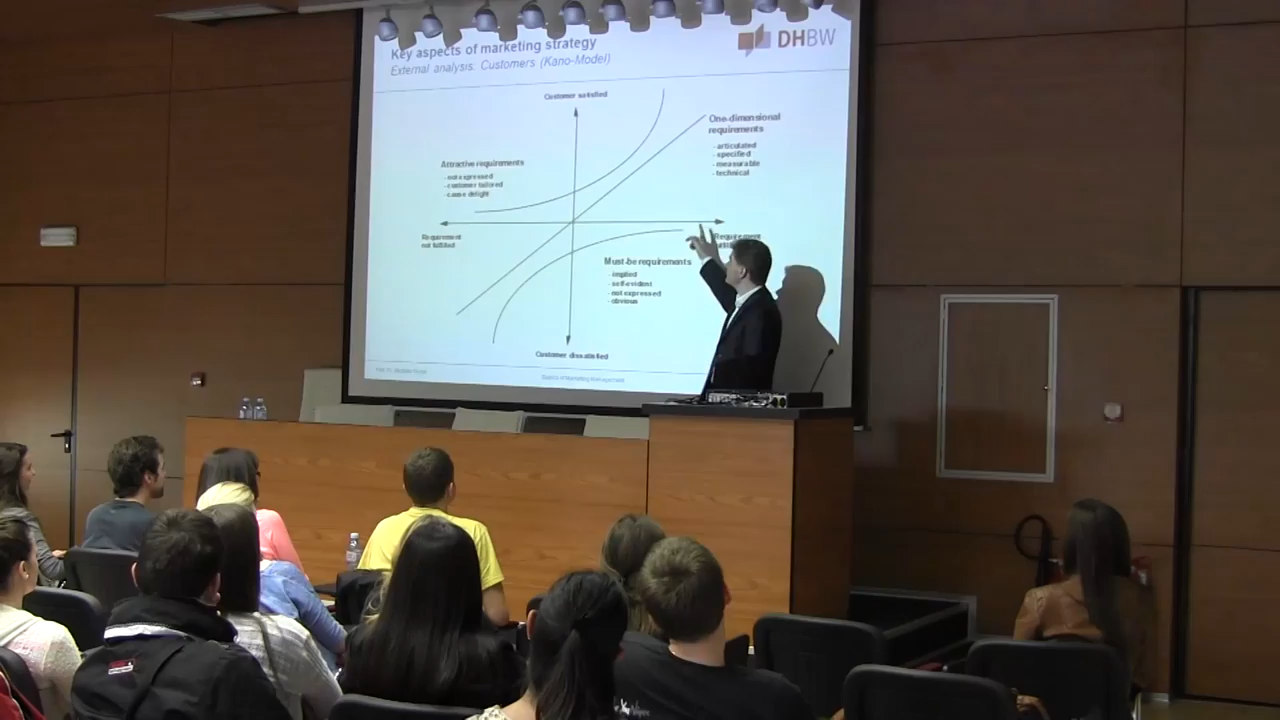 Key aspects of marketing strategy
External analysis: Customers (Kano-Model)
DHBW
Customer satisfied
One-dimensional
requirements
- articulated
- specified
- measurable
- technical
Attractive requirements
- not expressed
- customer tailored
- cause delight
Requirement
not fulfilled
Requirement
Must-be requirements
- implied
- self-evident
- not expressed
- obvious
Customer dissatisfied